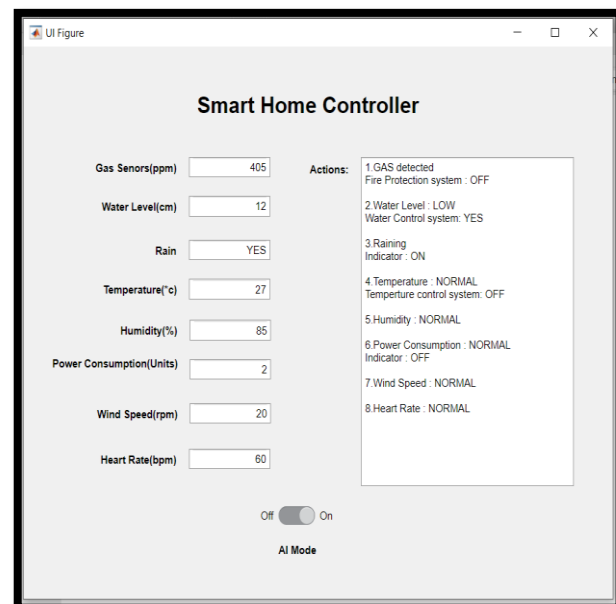 UI Figure
Smart Home Controller
Gas Senors(ppm)
405
Water Level(cm)
12
Rain
YES
Temperature(°c)
27
Humidity(%)
85
Power Consumption(Units)
2
Wind Speed(rpm)
20
Heart Rate(bpm)
60
Actions:
1.GAS detected
Fire Protection system : OFF
2.Water Level : LOW
Water Control system: YES
3.Raining
Indicator : ON
4.Temperature : NORMAL
Temperture control system: OFF
5.Humidity : NORMAL
6.Power Consumption : NORMAL
Indicator : OFF
7.Wind Speed : NORMAL
8.Heart Rate : NORMAL
Off
On
AI Mode